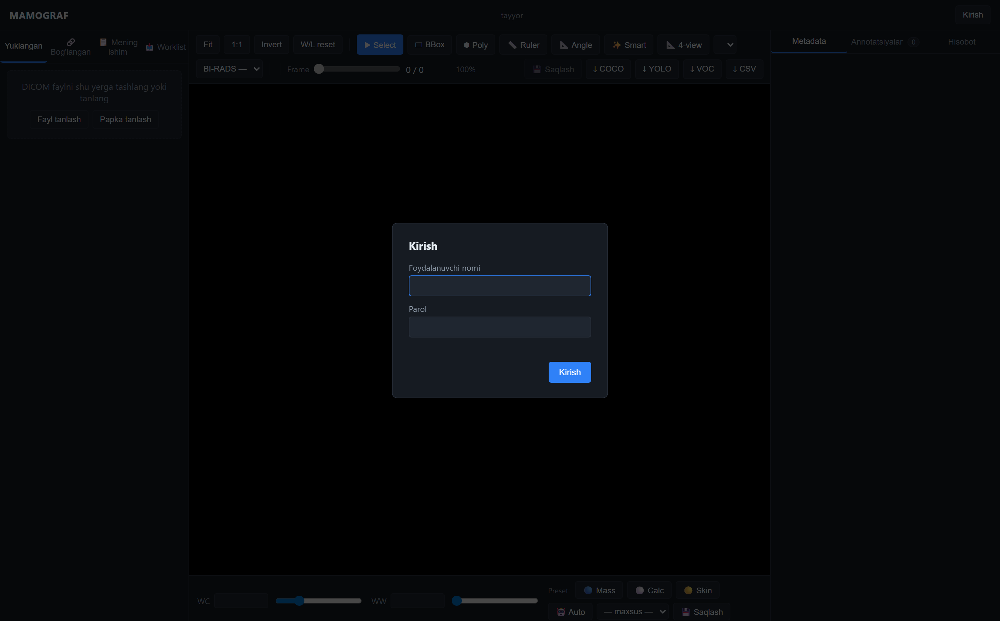 MAMOGRAF
tayyor
Kirish
Yuklangan
Bog'langan
Mening
ishim
Worklist
Fit
1:1
Invert
W/L reset
Select
BBox
Poly
Ruler
Angle
Smart
4-view
Metadata
Annotatsiyalar 0
Hisobot
BI-RADS —
Frame
0 / 0
100%
Saqlash
↓ COCO
↓ YOLO
↓ VOC
↓ CSV
DICOM faylni shu yerga tashlang yoki
tanlang
Fayl tanlash
Papka tanlash
Kirish
Foydalanuvchi nomi
Parol
Kirish
WC
WW
Preset:
Mass
Calc
Skin
Auto
— maxsus —
Saqlash